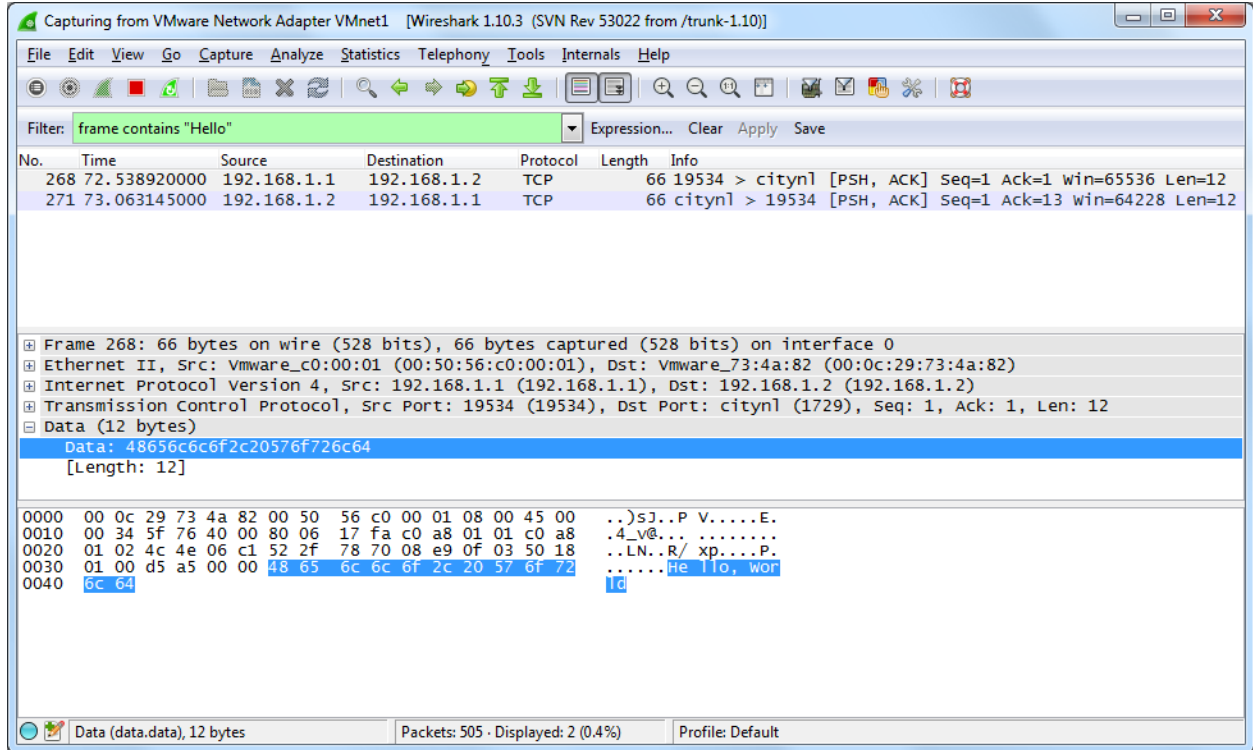 Capturing from VMware Network Adapter VMnet1 [Wireshark 1.10.3 (SVN Rev 53022 from /trunk-1.10)]
File Edit View Go Capture Analyze Statistics Telephony Tools Internals Help
Filter: frame contains "Hello" Expression... Clear Apply Save
No. Time Source Destination Protocol Length Info
268 72.538920000 192.168.1.1 192.168.1.2 TCP 66 19534 > citynl [PSH, ACK] Seq=1 Ack=1 Win=65536 Len=12
271 73.063145000 192.168.1.2 192.168.1.1 TCP 66 citynl > 19534 [PSH, ACK] Seq=1 Ack=13 Win=64228 Len=12
Frame 268: 66 bytes on wire (528 bits), 66 bytes captured (528 bits) on interface 0
Ethernet II, Src: Vmware_c0:00:01 (00:50:56:c0:00:01), Dst: Vmware_73:4a:82 (00:0c:29:73:4a:82)
Internet Protocol Version 4, Src: 192.168.1.1 (192.168.1.1), Dst: 192.168.1.2 (192.168.1.2)
Transmission Control Protocol, Src Port: 19534 (19534), Dst Port: citynl (1729), Seq: 1, Ack: 1, Len: 12
Data (12 bytes)
Data: 48656c6c6f2c20576f726c64
[Length: 12]
0000 00 0c 29 73 4a 82 00 50 56 c0 00 01 08 00 45 00 ..)sJ..P V.....E.
0010 00 34 5f 76 40 00 80 06 17 fa c0 a8 01 01 c0 a8 .4_v@... ........
0020 01 02 4c 4e 06 c1 52 2f 78 70 08 e9 0f 03 50 18 ..LN..R/ xp....P.
0030 01 00 d5 a5 00 00 48 65 6c 6c 6f 2c 20 57 6f 72 ......He llo, Wor
0040 6c 64 ld
Data (data.data), 12 bytes Packets: 505 · Displayed: 2 (0.4%) Profile: Default